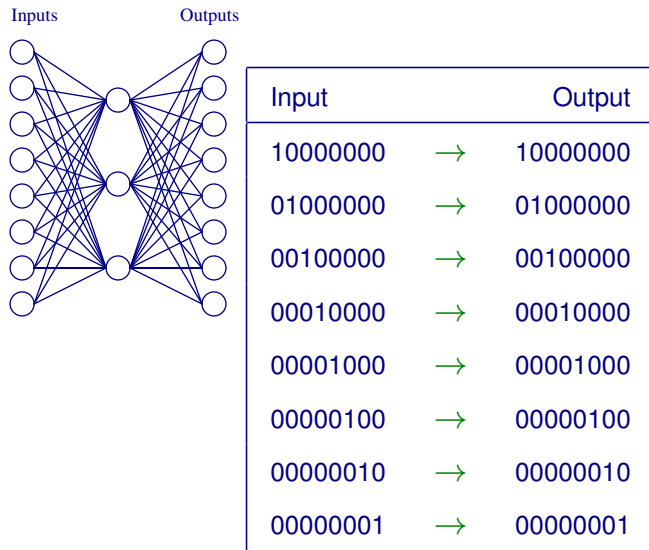 Inputs Outputs
Input Output
10000000 → 10000000
01000000 → 01000000
00100000 → 00100000
00010000 → 00010000
00001000 → 00001000
00000100 → 00000100
00000010 → 00000010
00000001 → 00000001